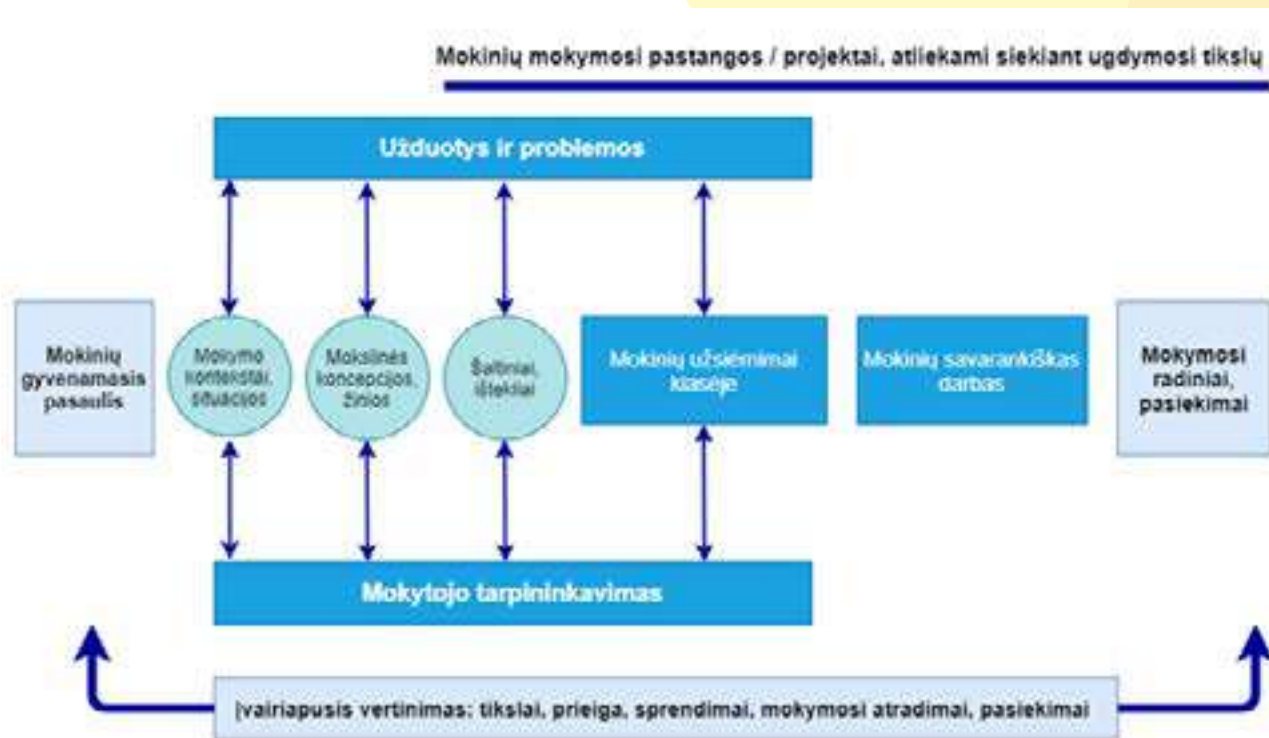 Mokinių mokymosi pastangos / projektai, atliekami siekiant ugdymosi tikslų
Užduotys ir problemos
Mokinių
gyvenamasis
pasaulis
Mokymo
kontekstai,
situacijos
Mokslinės
koncepcijos,
žinios
Šaltiniai,
ištekliai
Mokinių užsiėmimai
klasėje
Mokinių savarankiškas
darbas
Mokymosi
radiniai,
pasiekimai
Mokytojo tarpininkavimas
Įvairiapusis vertinimas: tikslai, prieiga, sprendimai, mokymosi atradimai, pasiekimai